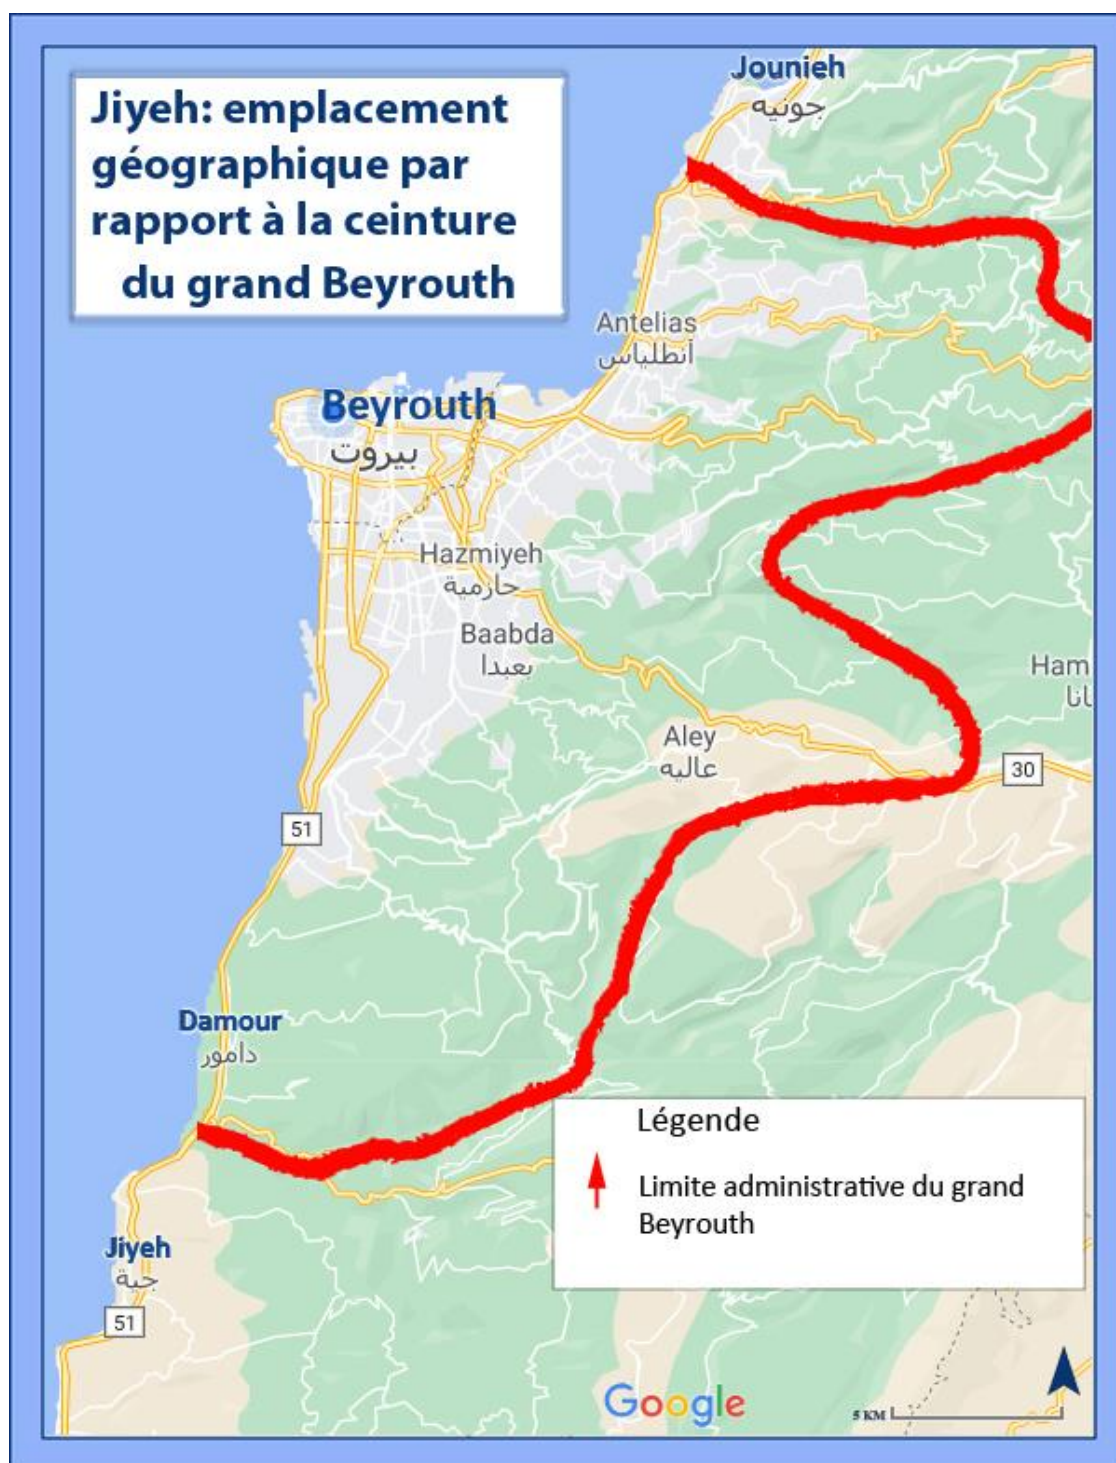 Jiyeh: emplacement
géographique par
rapport à la ceinture
du grand Beyrouth
Jounieh
جونيه
Antelias
أنطلياس
Beyrouth
بيروت
Hazmiyeh
حازمية
Baabda
بعبدا
Ham
انا
Aley
عاليه
30
51
Damour
دامور
Légende
Limite administrative du grand
Beyrouth
Jiyeh
جية
51
Google
5 KM